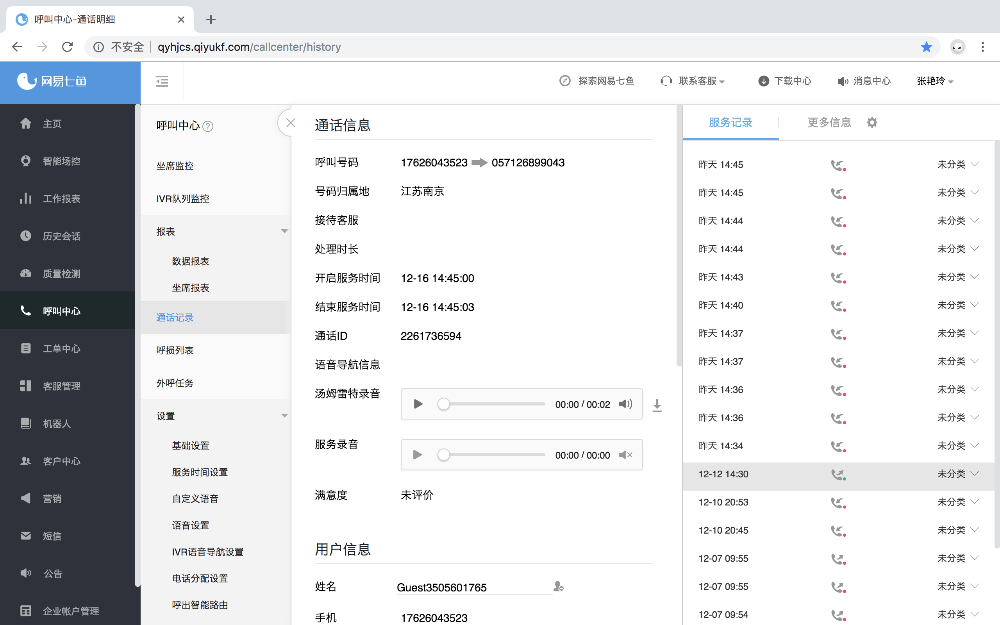 呼叫中心-通话明细
不安全 qyhjcs.qiyukf.com/callcenter/history
网易七鱼
探索网易七鱼 联系客服 下载中心 消息中心 张艳玲
主页
智能场控
工作报表
历史会话
质量检测
呼叫中心
工单中心
客服管理
机器人
客户中心
营销
短信
公告
企业帐户管理
呼叫中心 ?
坐席监控
IVR队列监控
报表
数据报表
坐席报表
通话记录
呼损列表
外呼任务
设置
基础设置
服务时间设置
自定义语音
语音设置
IVR语音导航设置
电话分配设置
呼出智能路由
通话信息
呼叫号码 17626043523 057126899043
号码归属地 江苏南京
接待客服
处理时长
开启服务时间 12-16 14:45:00
结束服务时间 12-16 14:45:03
通话ID 2261736594
语音导航信息
汤姆雷特录音 00:00 / 00:02
服务录音 00:00 / 00:00
满意度 未评价
用户信息
姓名 Guest3505601765
手机 17626043523
服务记录 更多信息
昨天 14:45 未分类
昨天 14:45 未分类
昨天 14:44 未分类
昨天 14:44 未分类
昨天 14:43 未分类
昨天 14:40 未分类
昨天 14:37 未分类
昨天 14:37 未分类
昨天 14:36 未分类
昨天 14:36 未分类
昨天 14:34 未分类
12-12 14:30 未分类
12-10 20:53 未分类
12-10 20:45 未分类
12-07 09:55 未分类
12-07 09:55 未分类
12-07 09:54 未分类